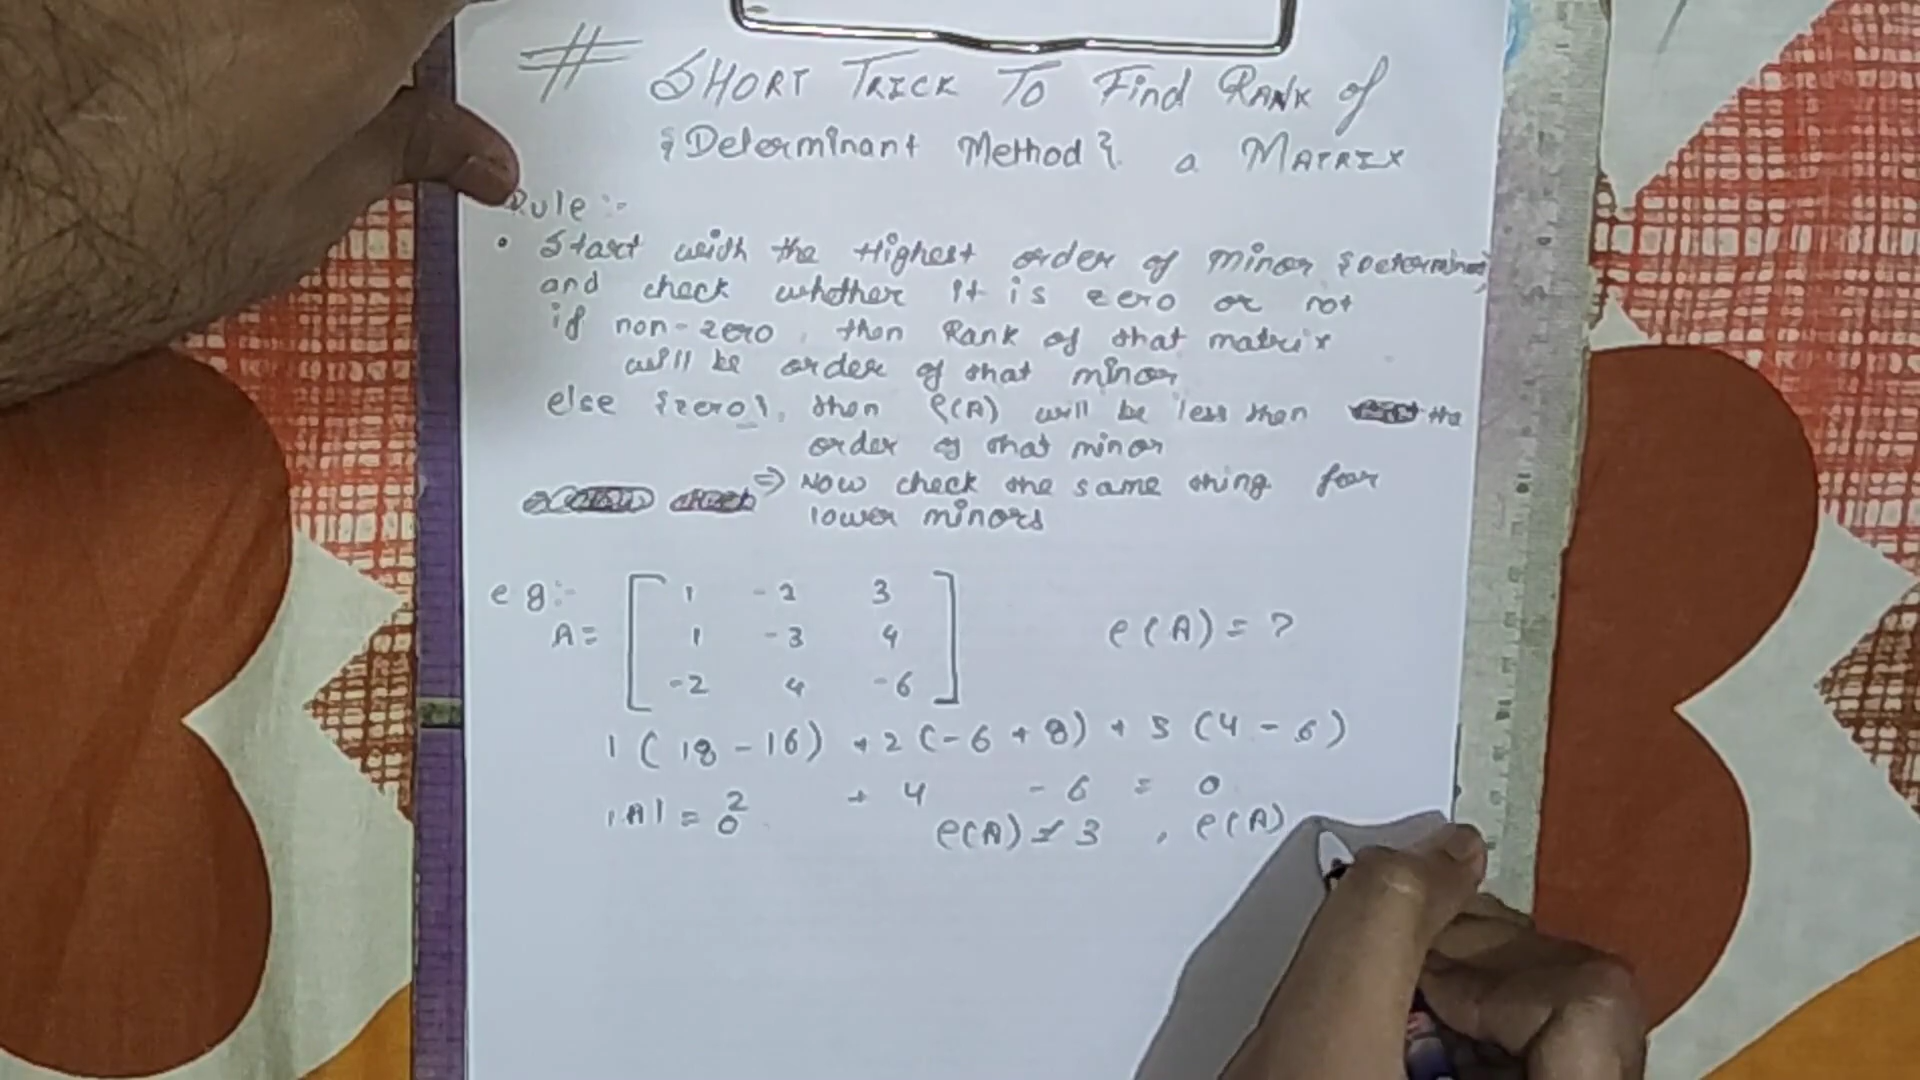 # SHORT TRICK TO Find RANK of
{Determinant Method} a MATRIX
Rule :-
• Start with the Highest order of minor {Determinant}
and check whether it is zero or not
if non-zero, then Rank of that matrix
will be order of that minor
else {zero}, then ρ(A) will be less then the
order of that minor
⇒ Now check the same thing for
lower minors
eg:-
A = [ 1 -2 3
1 -3 4
-2 4 -6 ]
ρ(A) = ?
1 (18 - 16) + 2 (-6 + 8) + 3 (4 - 6)
2 + 4 - 6 = 0
|A| = 0 ρ(A) ≠ 3 , ρ(A)